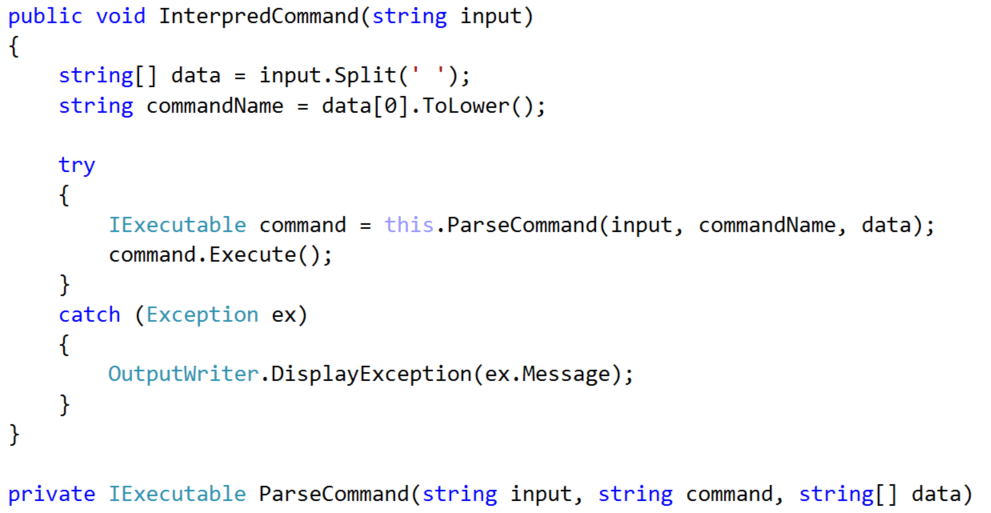 public void InterpredCommand(string input)
{
    string[] data = input.Split(' ');
    string commandName = data[0].ToLower();

    try
    {
        IExecutable command = this.ParseCommand(input, commandName, data);
        command.Execute();
    }
    catch (Exception ex)
    {
        OutputWriter.DisplayException(ex.Message);
    }
}

private IExecutable ParseCommand(string input, string command, string[] data)